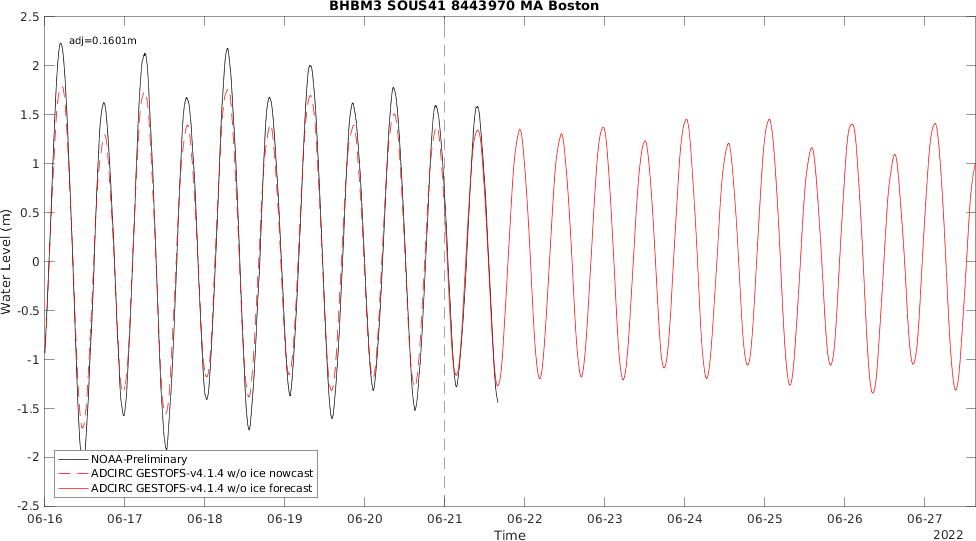 BHBM3 SOUS41 8443970 MA Boston
adj=0.1601m
2.5
2
1.5
1
0.5
0
-0.5
-1
-1.5
-2
-2.5
Water Level (m)
NOAA-Preliminary
ADCIRC GESTOFS-v4.1.4 w/o ice nowcast
ADCIRC GESTOFS-v4.1.4 w/o ice forecast
06-16 06-17 06-18 06-19 06-20 06-21 06-22 06-23 06-24 06-25 06-26 06-27
Time
2022